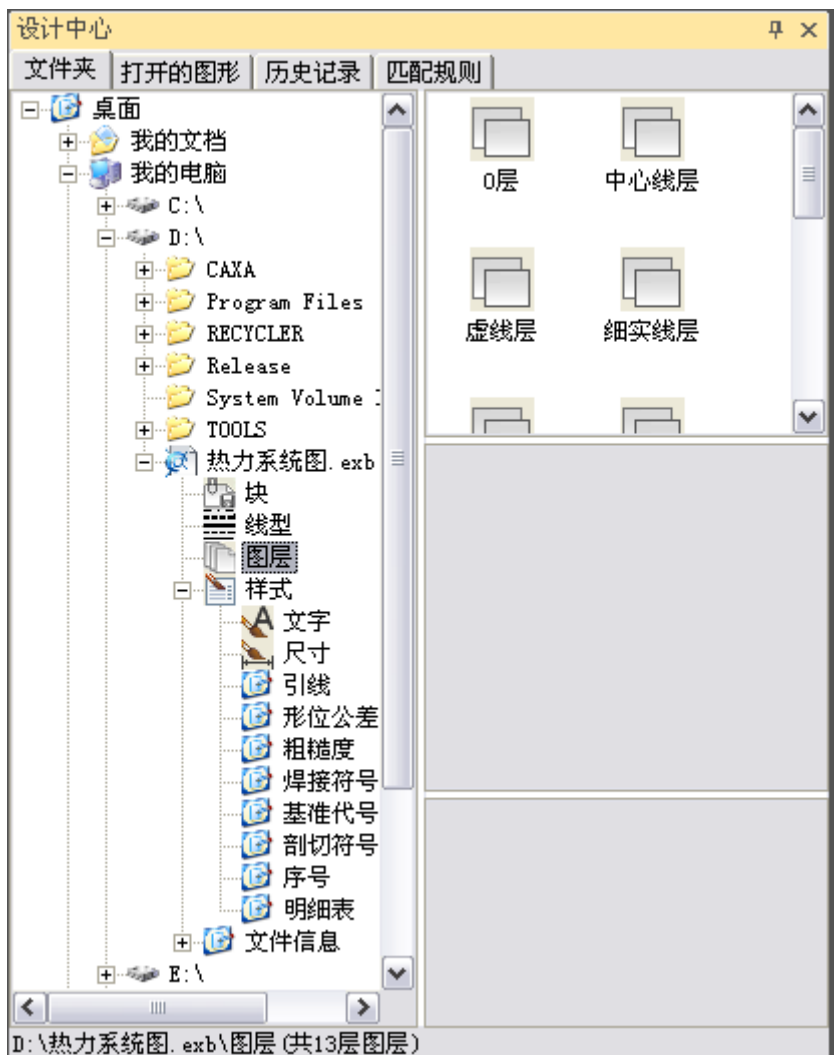 设计中心
文件夹 打开的图形 历史记录 匹配规则
桌面
我的文档
我的电脑
C:\
D:\
CAXA
Program Files
RECYCLER
Release
System Volume
TOOLS
热力系统图.exb
块
线型
图层
样式
文字
尺寸
引线
形位公差
粗糙度
焊接符号
基准代号
剖切符号
序号
明细表
文件信息
E:\
0层 中心线层
虚线层 细实线层
D:\热力系统图.exb\图层(共13层图层)